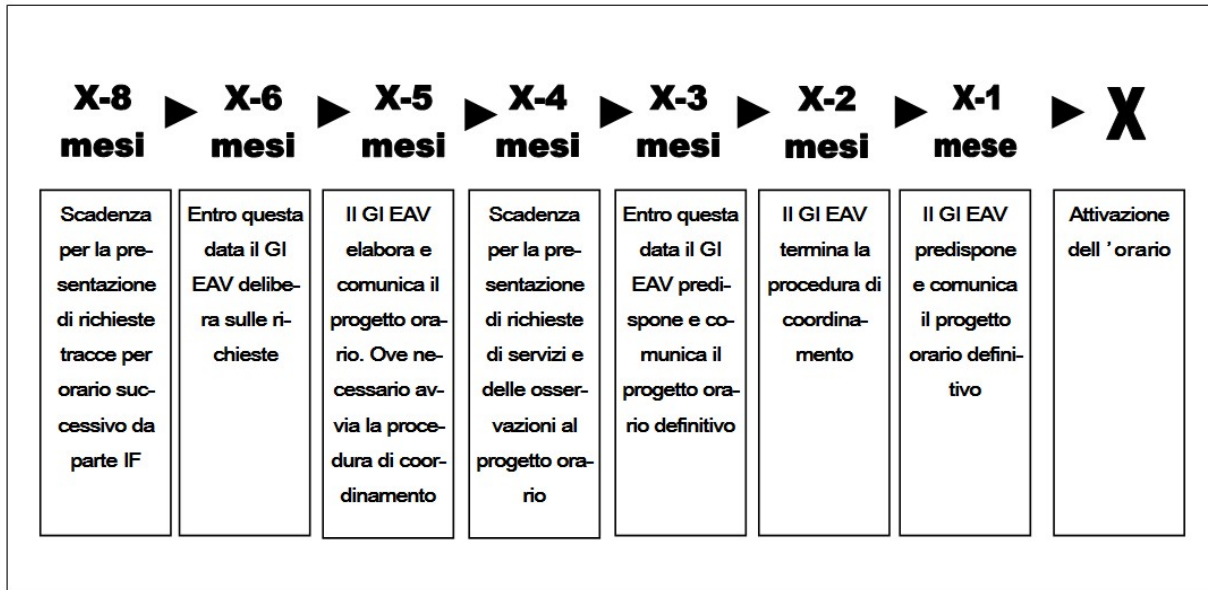 X-8
mesi
X-6
mesi
X-5
mesi
X-4
mesi
X-3
mesi
X-2
mesi
X-1
mese
X
Scadenza
per la pre-
sentazione
di richieste
tracce per
orario suc-
cessivo da
parte IF
Entro questa
data il GI
EAV delibe-
ra sulle ri-
chieste
Il GI EAV
elabora e
comunica il
progetto ora-
rio. Ove ne-
cessario av-
via la proce-
dura di coor-
dinamento
Scadenza
per la pre-
sentazione
di richieste
di servizi e
delle osser-
vazioni al
progetto ora-
rio
Entro questa
data il GI
EAV predi-
spone e co-
munica il
progetto ora-
rio definitivo
Il GI EAV
termina la
procedura di
coordina-
mento
Il GI EAV
predispone
e comunica
il progetto
orario defini-
tivo
Attivazione
dell 'orario